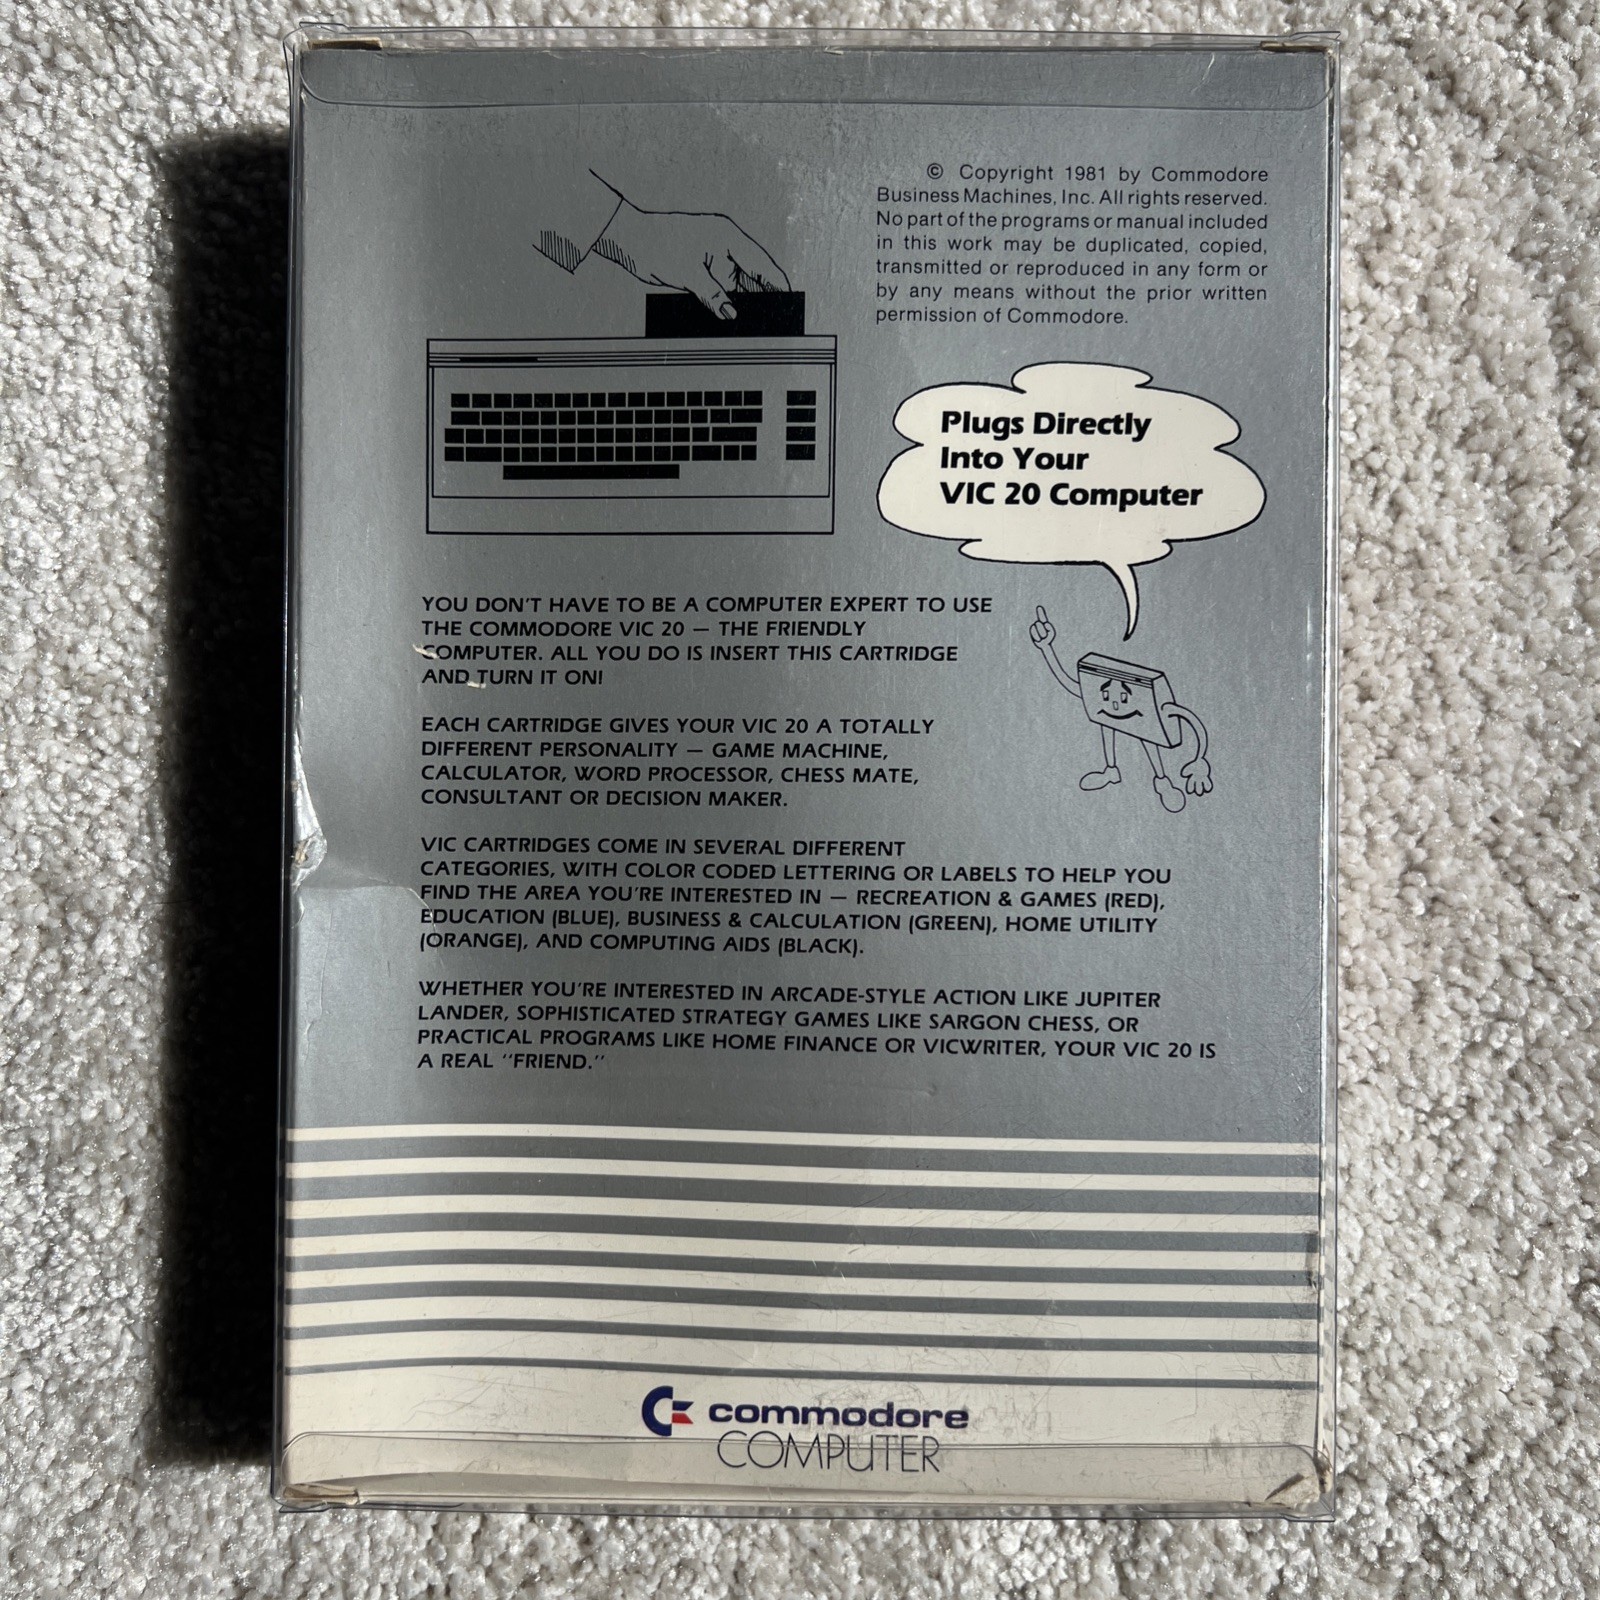 © Copyright 1981 by Commodore
Business Machines, Inc. All rights reserved.
No part of the programs or manual included
in this work may be duplicated, copied,
transmitted or reproduced in any form or
by any means without the prior written
permission of Commodore.
Plugs Directly
Into Your
VIC 20 Computer
YOU DON'T HAVE TO BE A COMPUTER EXPERT TO USE
THE COMMODORE VIC 20 — THE FRIENDLY
COMPUTER. ALL YOU DO IS INSERT THIS CARTRIDGE
AND TURN IT ON!
EACH CARTRIDGE GIVES YOUR VIC 20 A TOTALLY
DIFFERENT PERSONALITY — GAME MACHINE,
CALCULATOR, WORD PROCESSOR, CHESS MATE,
CONSULTANT OR DECISION MAKER.
VIC CARTRIDGES COME IN SEVERAL DIFFERENT
CATEGORIES, WITH COLOR CODED LETTERING OR LABELS TO HELP YOU
FIND THE AREA YOU'RE INTERESTED IN — RECREATION & GAMES (RED),
EDUCATION (BLUE), BUSINESS & CALCULATION (GREEN), HOME UTILITY
(ORANGE), AND COMPUTING AIDS (BLACK).
WHETHER YOU'RE INTERESTED IN ARCADE-STYLE ACTION LIKE JUPITER
LANDER, SOPHISTICATED STRATEGY GAMES LIKE SARGON CHESS, OR
PRACTICAL PROGRAMS LIKE HOME FINANCE OR VICWRITER, YOUR VIC 20 IS
A REAL "FRIEND."
commodore
COMPUTER